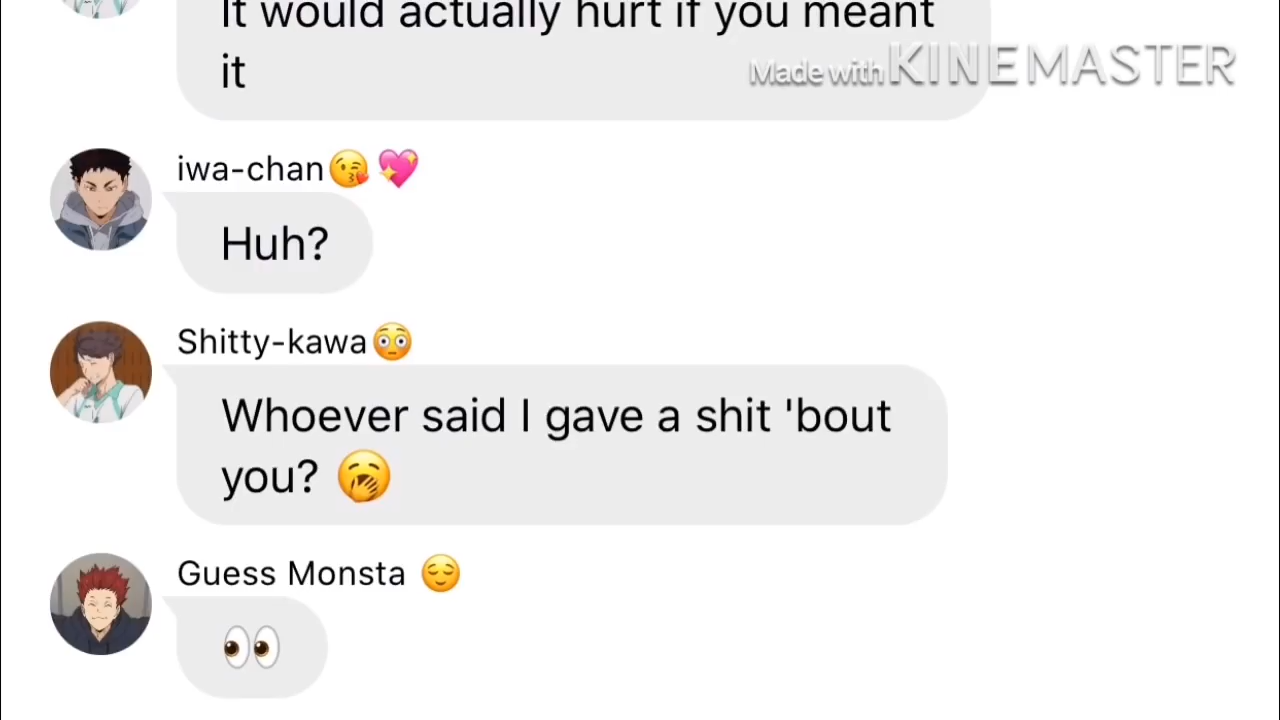 It would actually hurt if you meant
it
Made with KINEMASTER
iwa-chan😘💖
Huh?
Shitty-kawa😳
Whoever said I gave a shit 'bout
you? 🥱
Guess Monsta 😌
👀